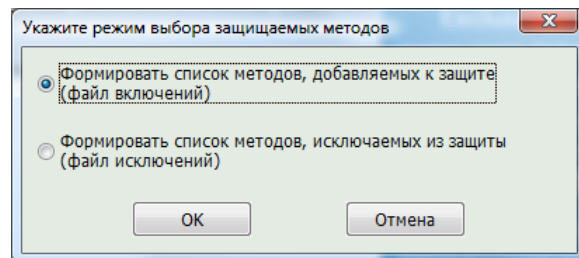 Укажите режим выбора защищаемых методов
Формировать список методов, добавляемых к защите
(файл включений)
Формировать список методов, исключаемых из защиты
(файл исключений)
OK
Отмена